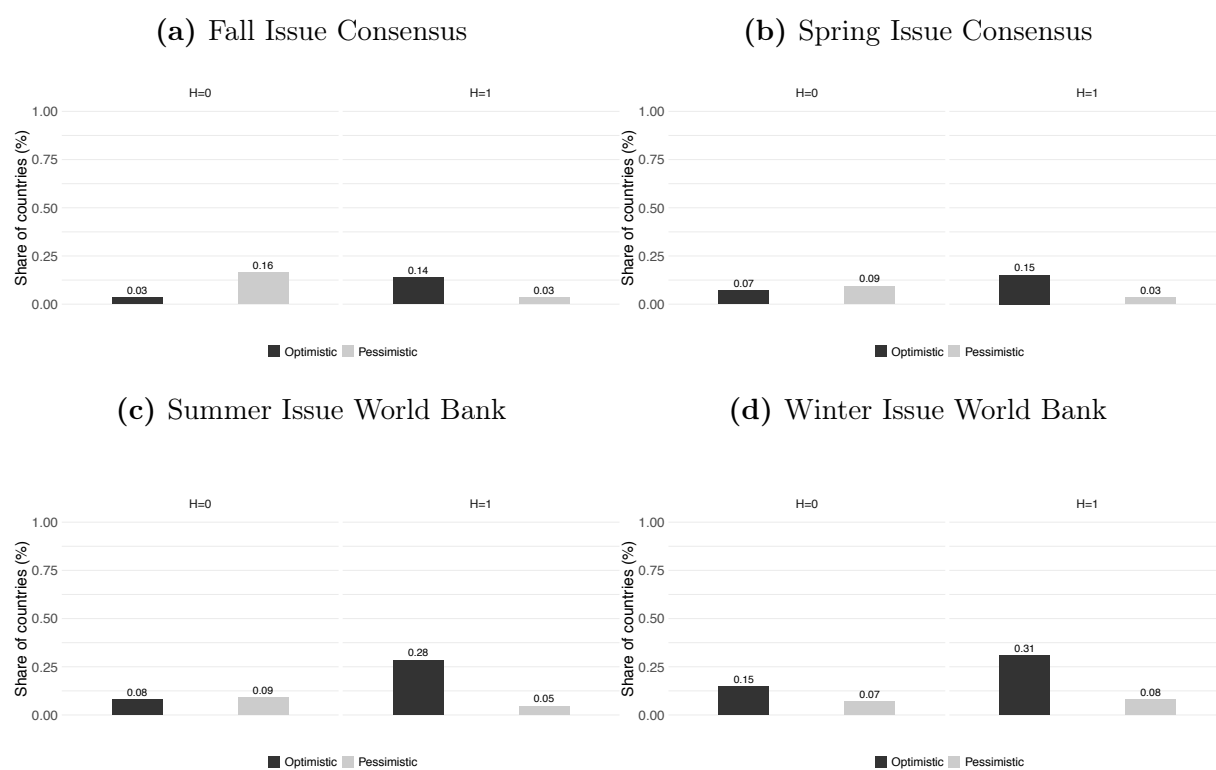 (a) Fall Issue Consensus
H=0 H=1
Share of countries (%)
1.00
0.75
0.50
0.25
0.00
0.03 0.16 0.14 0.03
Optimistic Pessimistic
(b) Spring Issue Consensus
H=0 H=1
Share of countries (%)
1.00
0.75
0.50
0.25
0.00
0.07 0.09 0.15 0.03
Optimistic Pessimistic
(c) Summer Issue World Bank
H=0 H=1
Share of countries (%)
1.00
0.75
0.50
0.25
0.00
0.08 0.09 0.28 0.05
Optimistic Pessimistic
(d) Winter Issue World Bank
H=0 H=1
Share of countries (%)
1.00
0.75
0.50
0.25
0.00
0.15 0.07 0.31 0.08
Optimistic Pessimistic